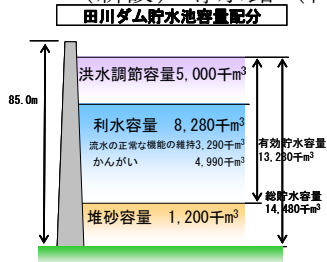 田川ダム貯水池容量配分
洪水調節容量5,000千m³
85.0m
利水容量 8,280千m³
流水の正常な機能の維持3,290千m³
かんがい 4,990千m³
有効貯水容量
13,280千m³
総貯水容量
14,480千m³
堆砂容量 1,200千m³